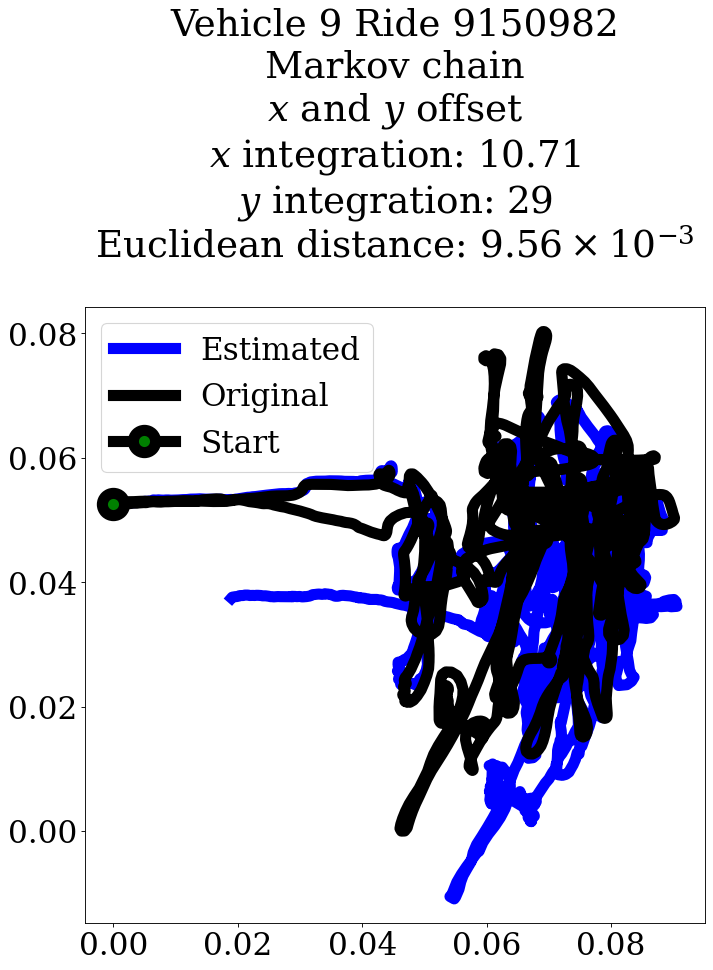 Vehicle 9 Ride 9150982
Markov chain
x and y offset
x integration: 10.71
y integration: 29
Euclidean distance: 9.56 × 10⁻³
Estimated
Original
Start
0.08
0.06
0.04
0.02
0.00
0.00 0.02 0.04 0.06 0.08